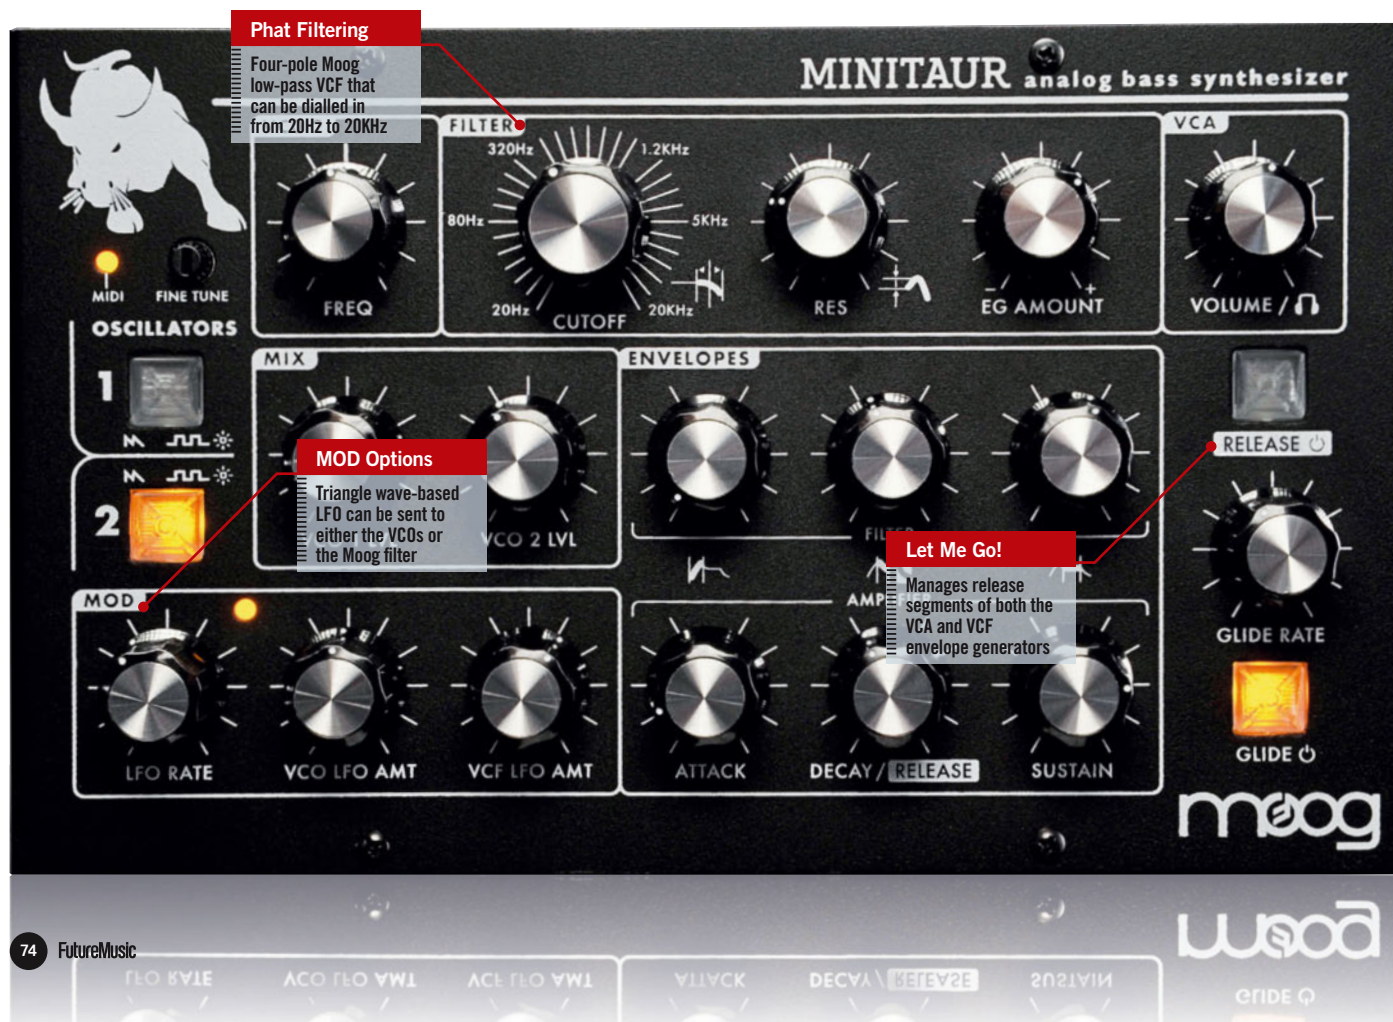 Phat Filtering
Four-pole Moog
low-pass VCF that
can be dialled in
from 20Hz to 20KHz
MINITAUR analog bass synthesizer
FILTER
VCA
320Hz
1.2KHz
80Hz
5KHz
20Hz
20KHz
FREQ
CUTOFF
RES
- +
EG AMOUNT
VOLUME /
MIDI
FINE TUNE
OSCILLATORS
1
2
MIX
ENVELOPES
MOD Options
Triangle wave-based
LFO can be sent to
either the VCOs or
the Moog filter
VCO 2 LVL
RELEASE
Let Me Go!
Manages release
segments of both the
VCA and VCF
envelope generators
GLIDE RATE
MOD
LFO RATE
VCO LFO AMT
VCF LFO AMT
ATTACK
DECAY / RELEASE
SUSTAIN
GLIDE
moog
74 FutureMusic